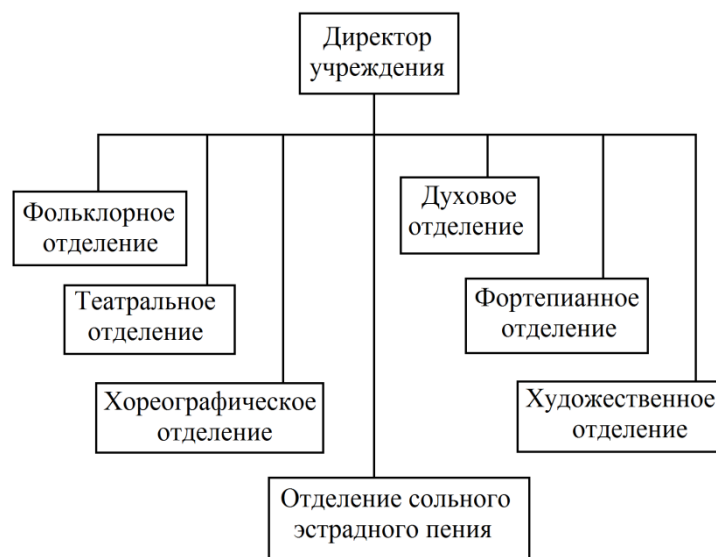 Директор
учреждения
Фольклорное
отделение
Духовое
отделение
Театральное
отделение
Фортепианное
отделение
Хореографическое
отделение
Художественное
отделение
Отделение сольного
эстрадного пения